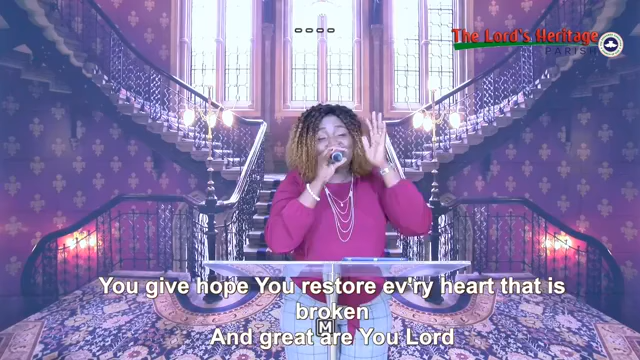 The Lord's Heritage
PARISH
You give hope You restore ev'ry heart that is
broken
And great are You Lord
M